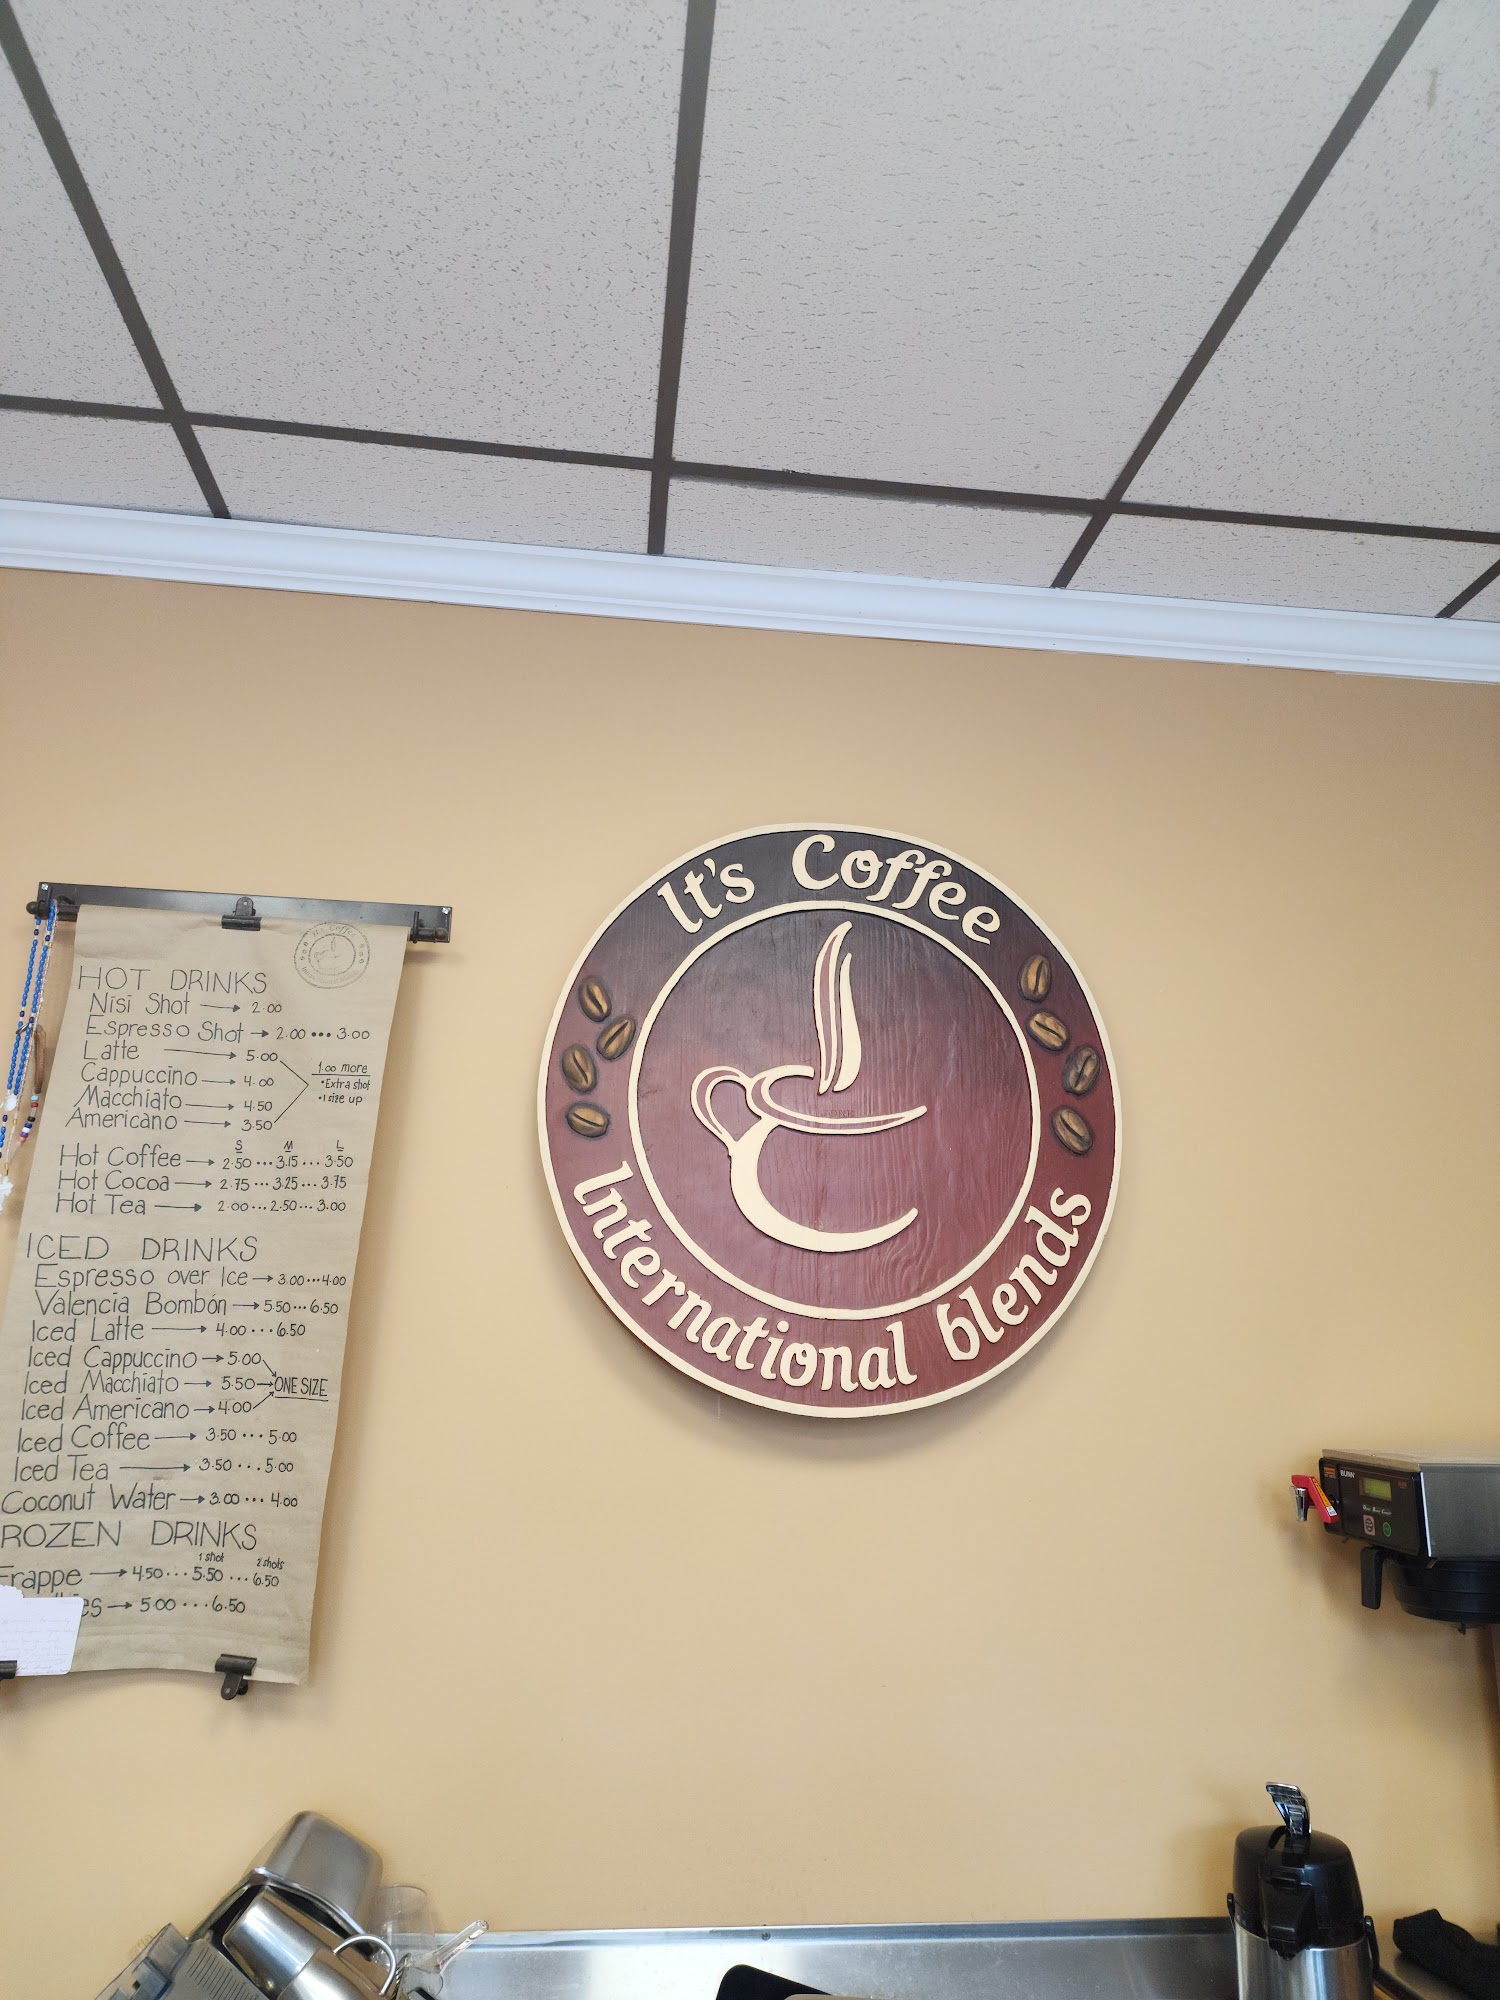 HOT DRINKS
Nisi Shot → 2.00
Espresso Shot → 2.00 ... 3.00
Latte → 5.00
Cappuccino → 4.00
Macchiato → 4.50
Americano → 3.50
1.00 more
•Extra shot
•1 size up
S M L
Hot Coffee → 2.50 ... 3.15 ... 3.50
Hot Cocoa → 2.75 ... 3.25 ... 3.75
Hot Tea → 2.00 ... 2.50 ... 3.00
ICED DRINKS
Espresso over Ice → 3.00 ... 4.00
Valencia Bombón → 5.50 ... 6.50
Iced Latte → 4.00 ... 6.50
Iced Cappuccino → 5.00
Iced Macchiato → 5.50 → ONE SIZE
Iced Americano → 4.00
Iced Coffee → 3.50 ... 5.00
Iced Tea → 3.50 ... 5.00
Coconut Water → 3.00 ... 4.00
ROZEN DRINKS
1 shot 2 shots
Frappe → 4.50 ... 5.50 ... 6.50
es → 5.00 ... 6.50
It's Coffee
International blends
BUNN